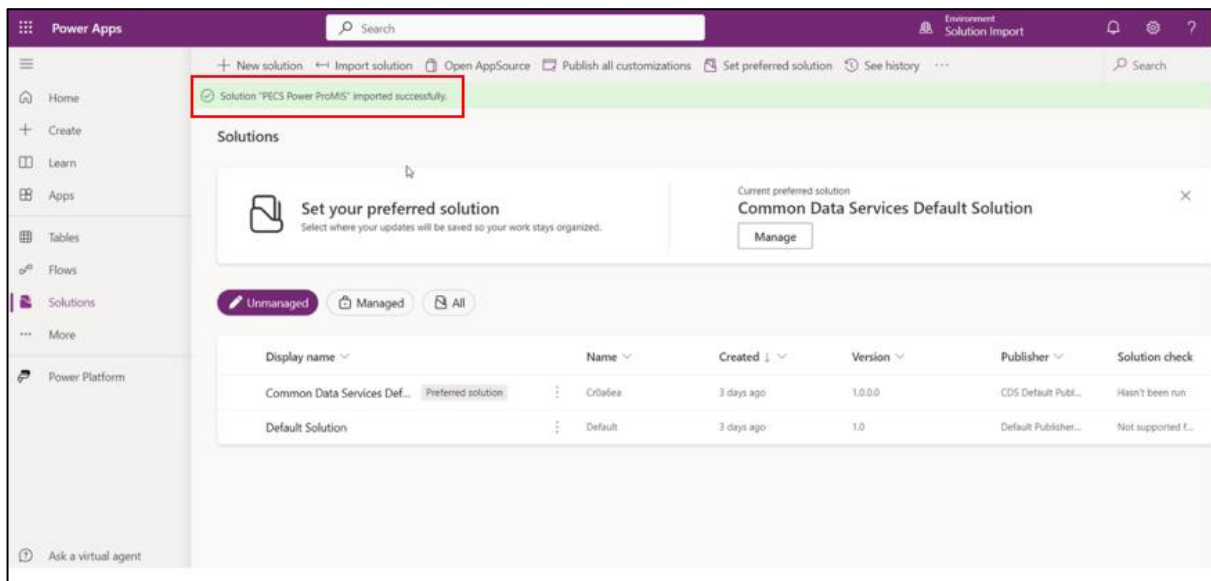 Power Apps
Search
Environment
Solution Import
?
New solution Import solution Open AppSource Publish all customizations Set preferred solution See history ... Search
Home
Solution "PECS Power ProMIS" imported successfully.
Create
Solutions
Learn
Apps
Set your preferred solution
Select where your updates will be saved so your work stays organized.
Current preferred solution
Common Data Services Default Solution
Manage
Tables
Flows
Solutions
Unmanaged Managed All
More
Display name Name Created Version Publisher Solution check
Power Platform
Common Data Services Def... Preferred solution Cr0a6ea 3 days ago 1.0.0.0 CDS Default Publ... Hasn't been run
Default Solution Default 3 days ago 1.0 Default Publisher... Not supported f...
Ask a virtual agent